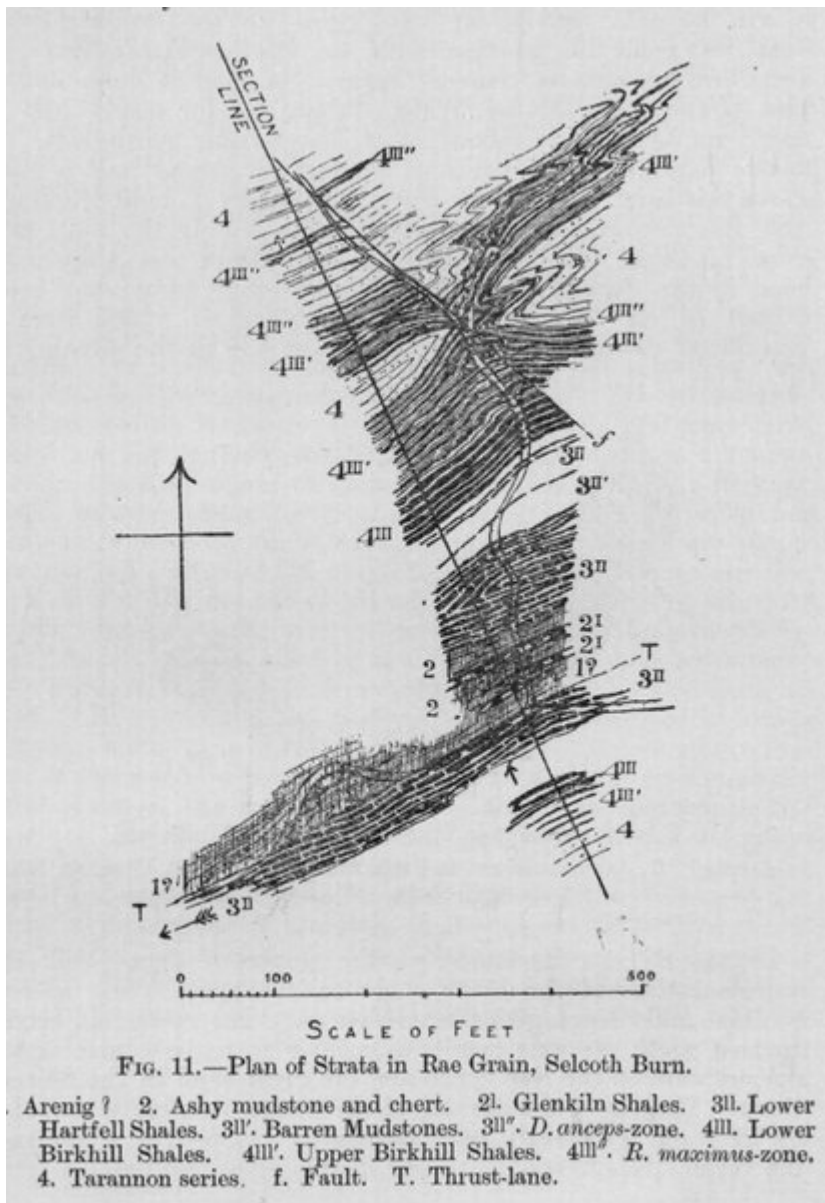 SECTION
LINE
4III"
4III'
4
4
4III"
4III"
4III"
4III'
4III'
4
f
3II
3II'
4III'
4III
3II
2I
2I
T
2
1?
3II
2
4III
4III'
4
1?
T
3II
0 100 500
SCALE OF FEET
FIG. 11.—Plan of Strata in Rae Grain, Selcoth Burn.
. Arenig ? 2. Ashy mudstone and chert. 2I. Glenkiln Shales. 3II. Lower
Hartfell Shales. 3II'. Barren Mudstones. 3II". D. anceps-zone. 4III. Lower
Birkhill Shales. 4III'. Upper Birkhill Shales. 4III". R. maximus-zone.
4. Tarannon series. f. Fault. T. Thrust-lane.